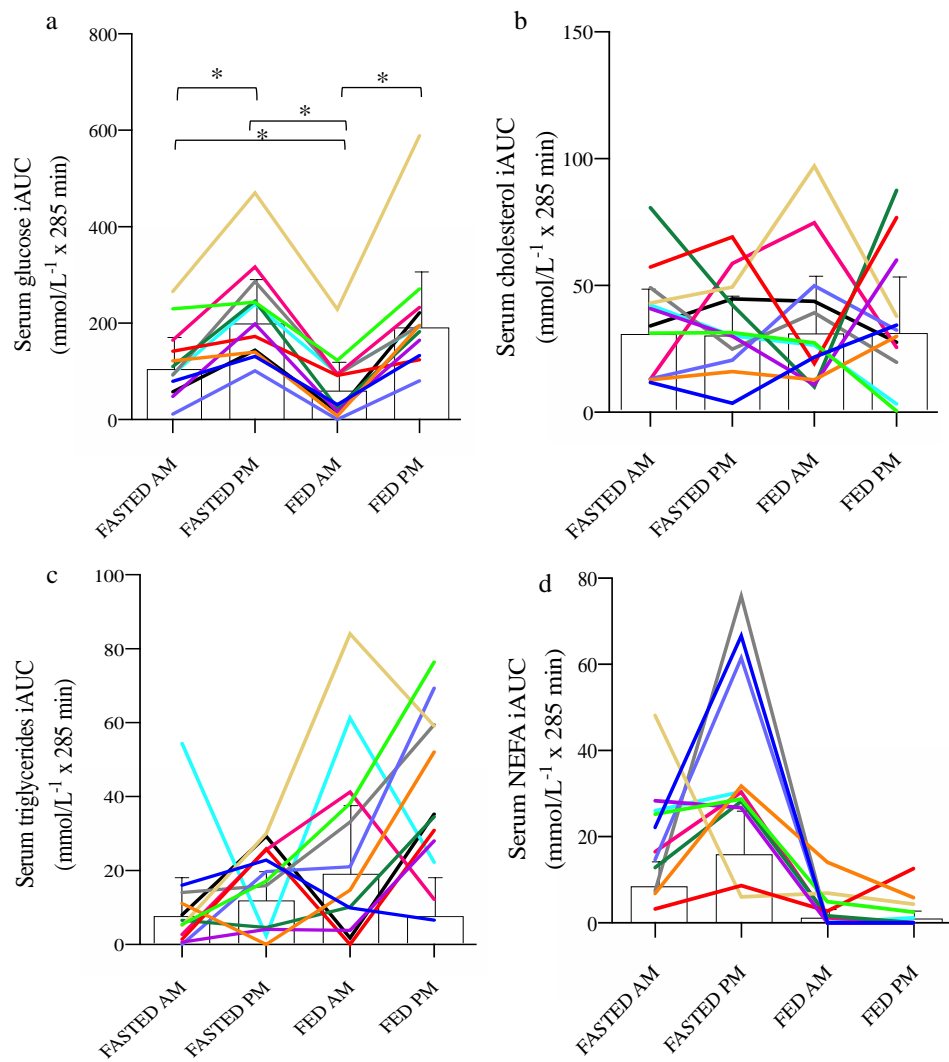 a
Serum glucose iAUC
(mmol/L⁻¹ x 285 min)
800
600
400
200
0
*
*
*
*
FASTED AM
FASTED PM
FED AM
FED PM
b
Serum cholesterol iAUC
(mmol/L⁻¹ x 285 min)
150
100
50
0
FASTED AM
FASTED PM
FED AM
FED PM
c
Serum triglycerides iAUC
(mmol/L⁻¹ x 285 min)
100
80
60
40
20
0
FASTED AM
FASTED PM
FED AM
FED PM
d
Serum NEFA iAUC
(mmol/L⁻¹ x 285 min)
80
60
40
20
0
FASTED AM
FASTED PM
FED AM
FED PM